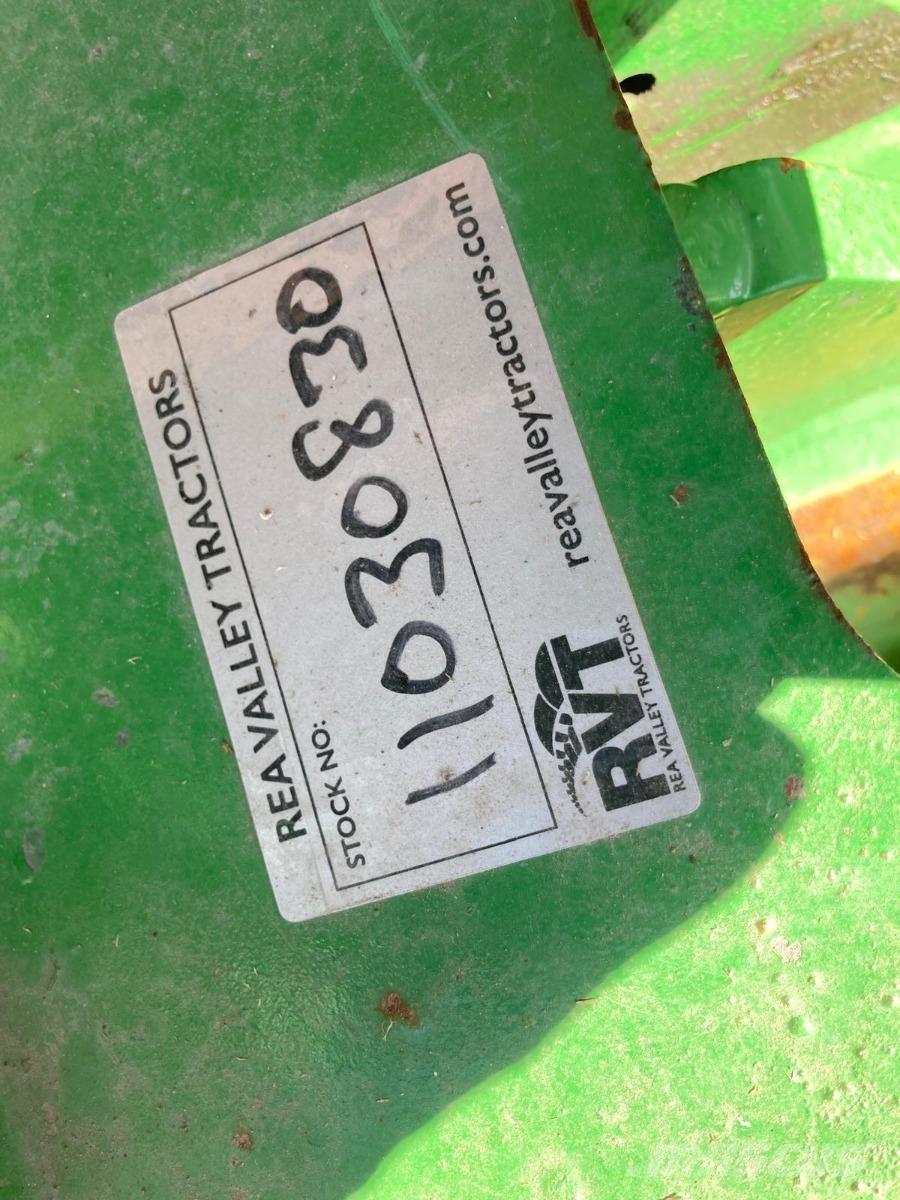 REA VALLEY TRACTORS
STOCK NO:
11030830
reavalleytractors.com
RVT
REA VALLEY TRACTORS